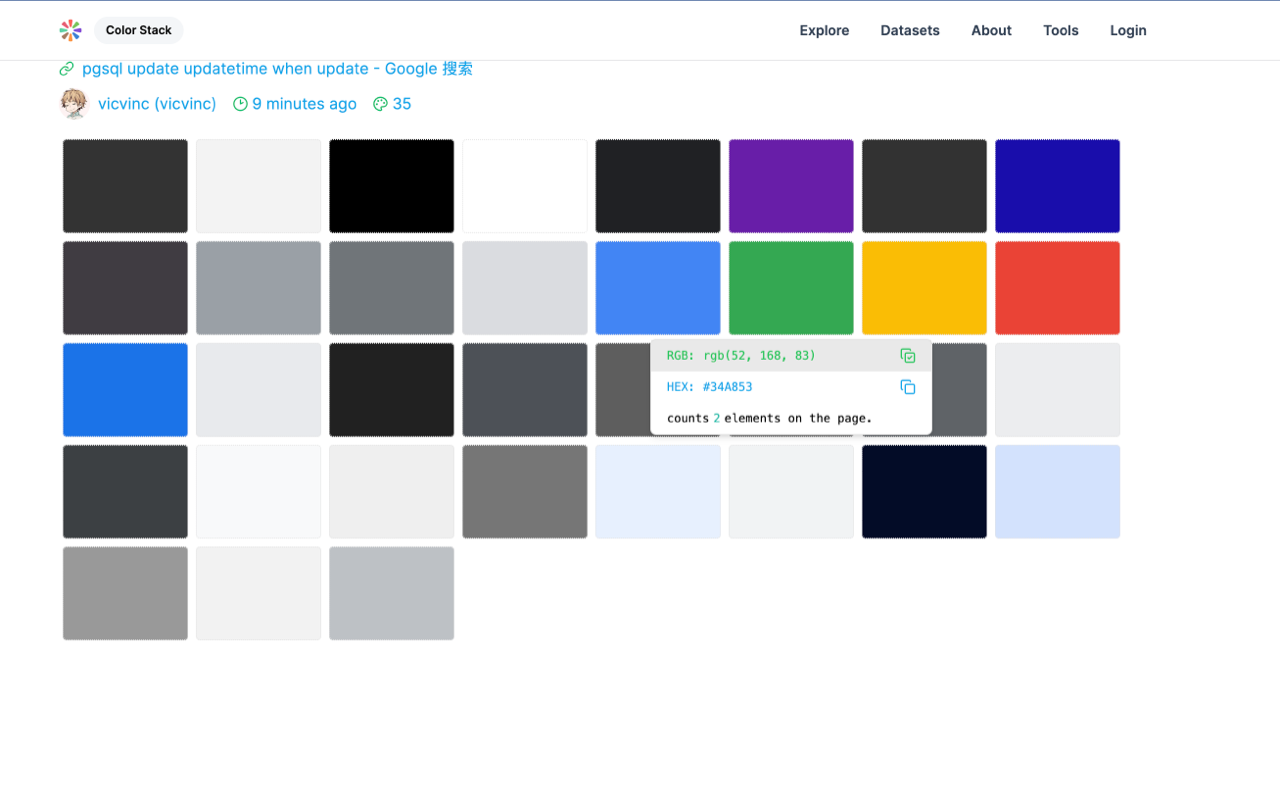 Color Stack
Explore Datasets About Tools Login
pgsql update updatetime when update - Google 搜索
vicvinc (vicvinc) 9 minutes ago 35
RGB: rgb(52, 168, 83)
HEX: #34A853
counts 2 elements on the page.